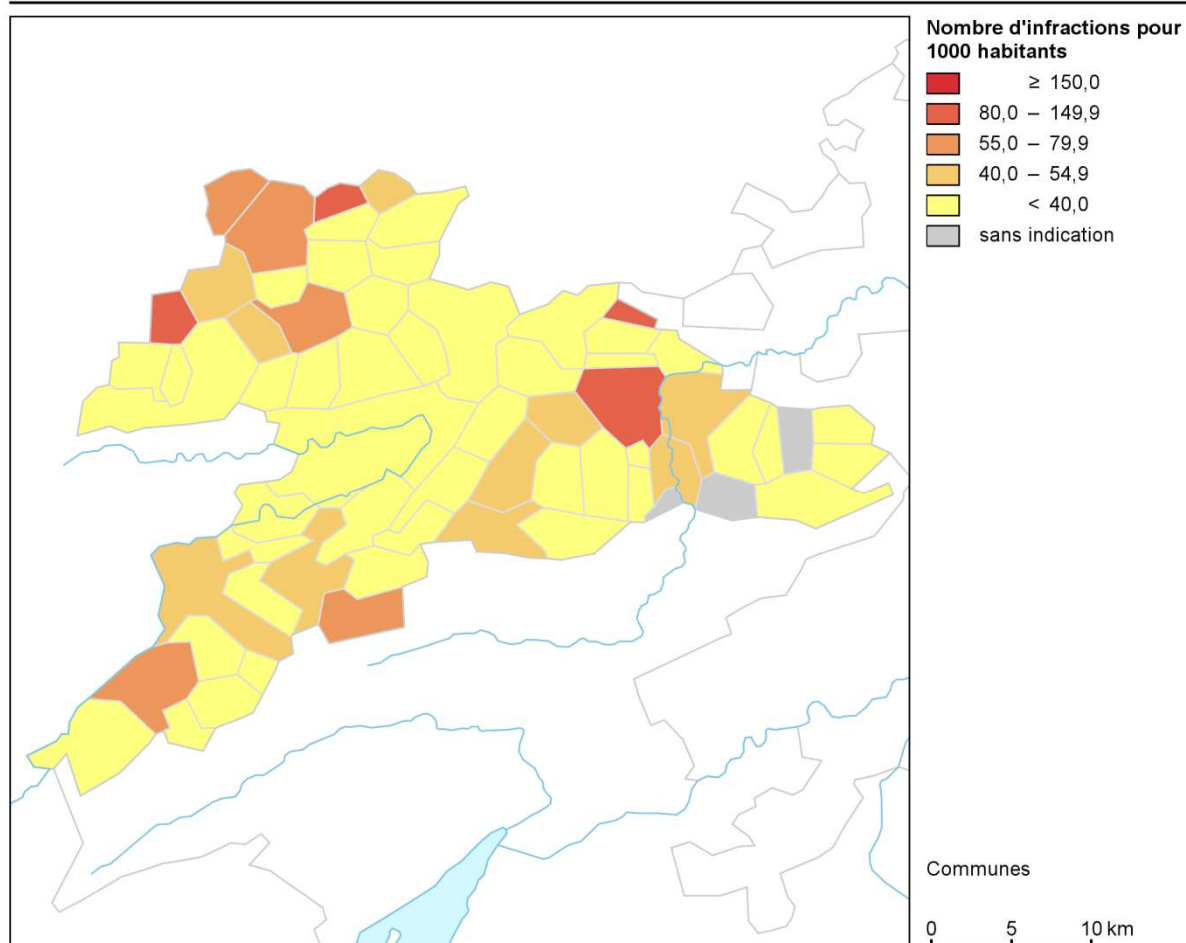 Nombre d'infractions pour
1000 habitants
≥ 150,0
80,0 – 149,9
55,0 – 79,9
40,0 – 54,9
< 40,0
sans indication
Communes
0 5 10 km